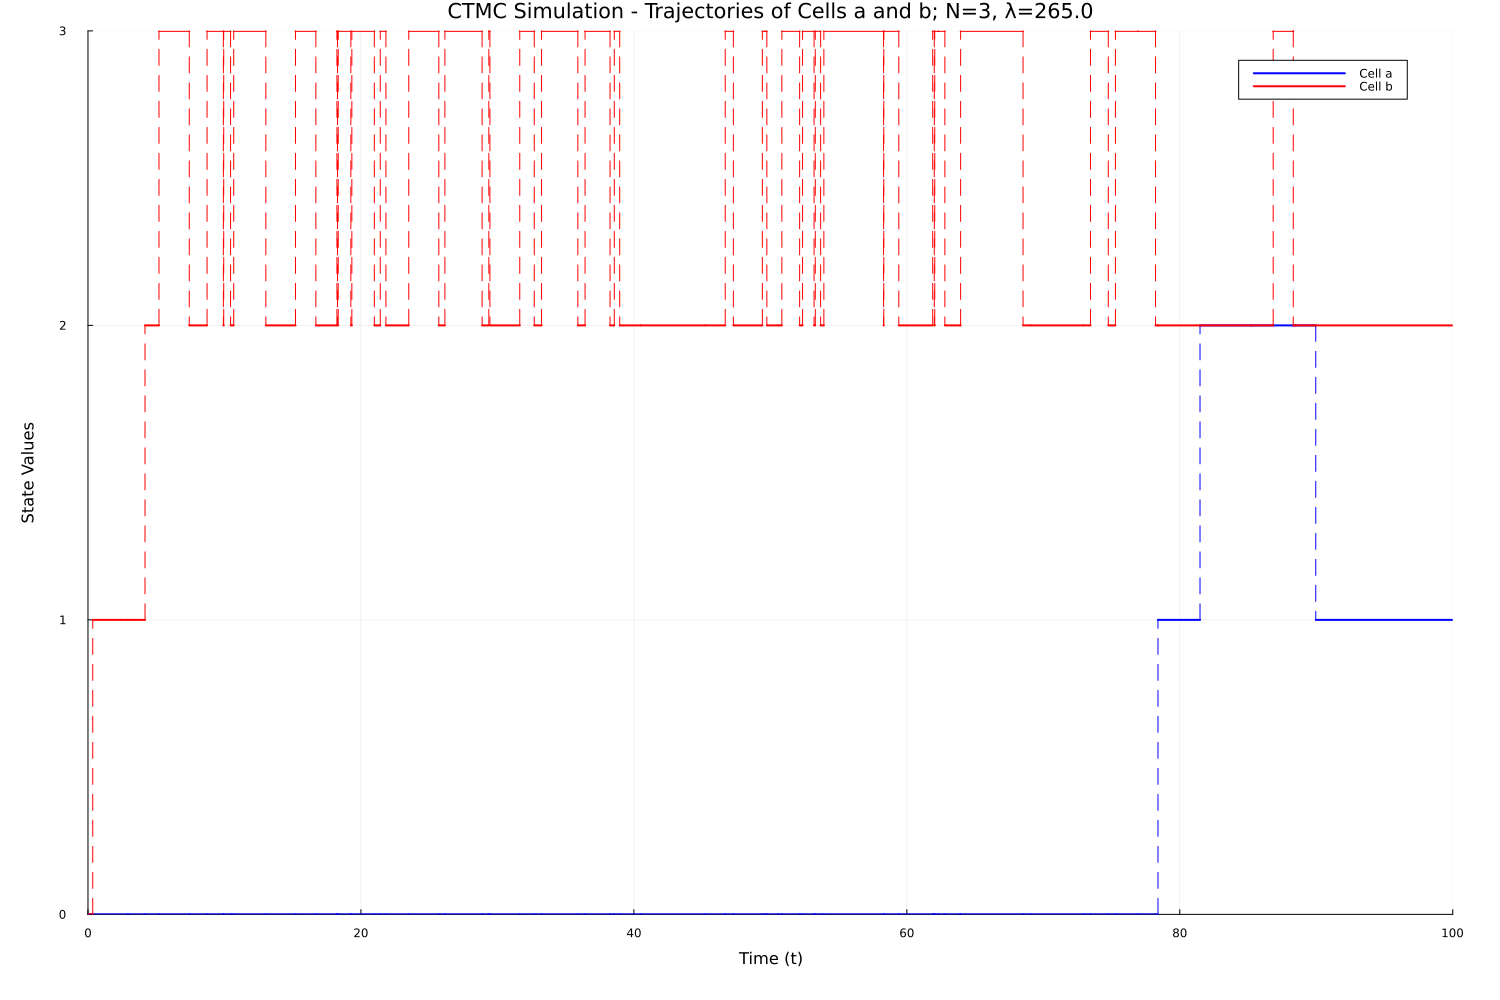 CTMC Simulation - Trajectories of Cells a and b; N=3, λ=265.0
3
Cell a
Cell b
2
State Values
1
0
0 20 40 60 80 100
Time (t)